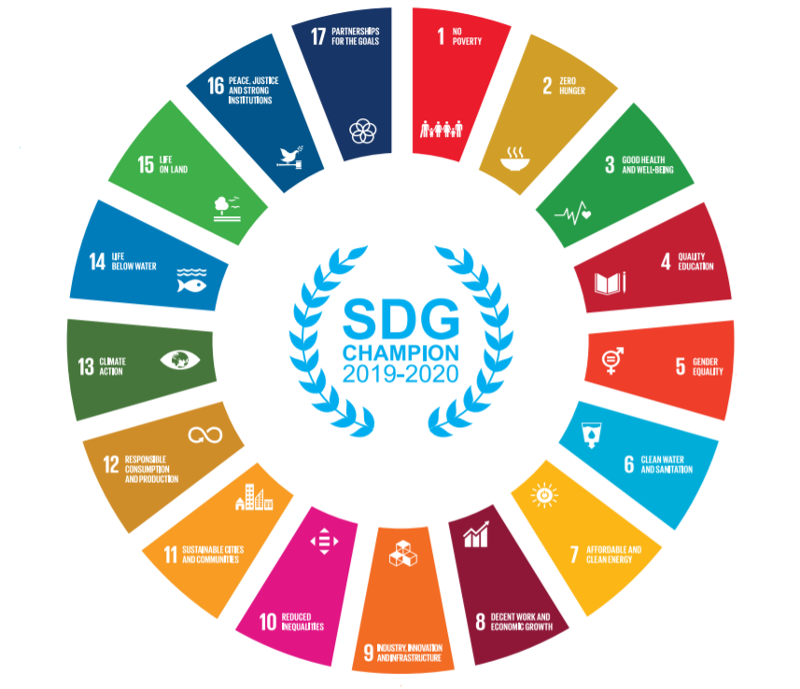 1 NO
POVERTY
2 ZERO
HUNGER
3 GOOD HEALTH
AND WELL-BEING
4 QUALITY
EDUCATION
5 GENDER
EQUALITY
6 CLEAN WATER
AND SANITATION
7 AFFORDABLE AND
CLEAN ENERGY
8 DECENT WORK AND
ECONOMIC GROWTH
9 INDUSTRY, INNOVATION
AND INFRASTRUCTURE
10 REDUCED
INEQUALITIES
11 SUSTAINABLE CITIES
AND COMMUNITIES
12 RESPONSIBLE
CONSUMPTION
AND PRODUCTION
13 CLIMATE
ACTION
14 LIFE
BELOW WATER
15 LIFE
ON LAND
16 PEACE, JUSTICE
AND STRONG
INSTITUTIONS
17 PARTNERSHIPS
FOR THE GOALS
SDG
CHAMPION
2019-2020